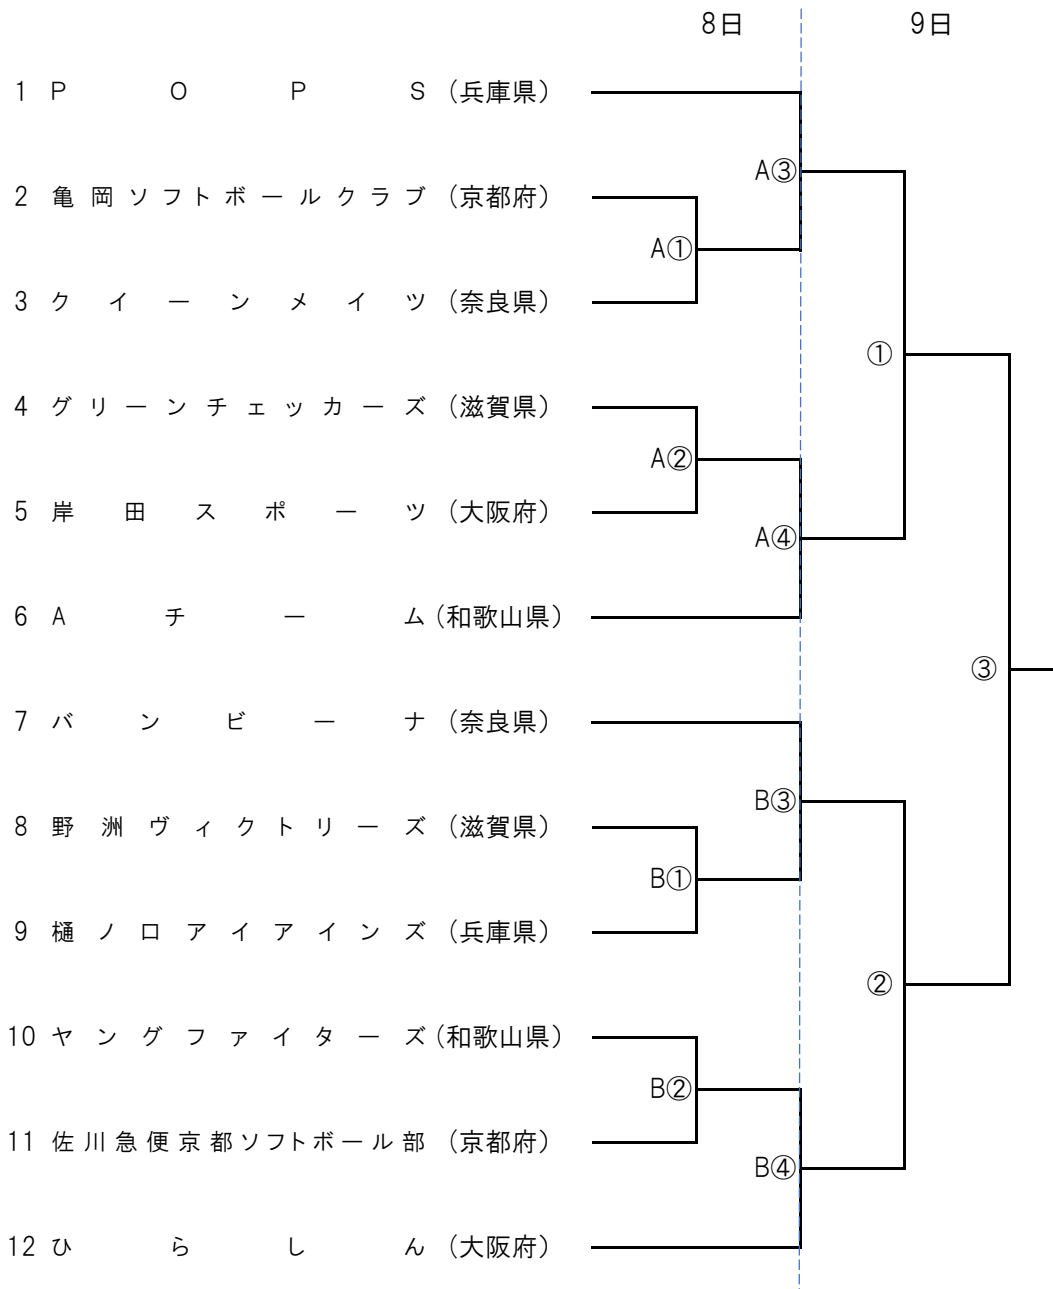 8日 9日
1 POPS (兵庫県)
A③
2 亀岡ソフトボールクラブ (京都府)
A①
3 クイーンメイツ (奈良県)
①
4 グリーンチェッカーズ (滋賀県)
A②
5 岸田スポーツ (大阪府)
A④
6 Aチーム (和歌山県)
③
7 バンビーナ (奈良県)
B③
8 野洲ヴィクトリーズ (滋賀県)
B①
9 樋ノ口アイアインズ (兵庫県)
②
10 ヤングファイターズ (和歌山県)
B②
11 佐川急便京都ソフトボール部 (京都府)
B④
12 ひらしん (大阪府)